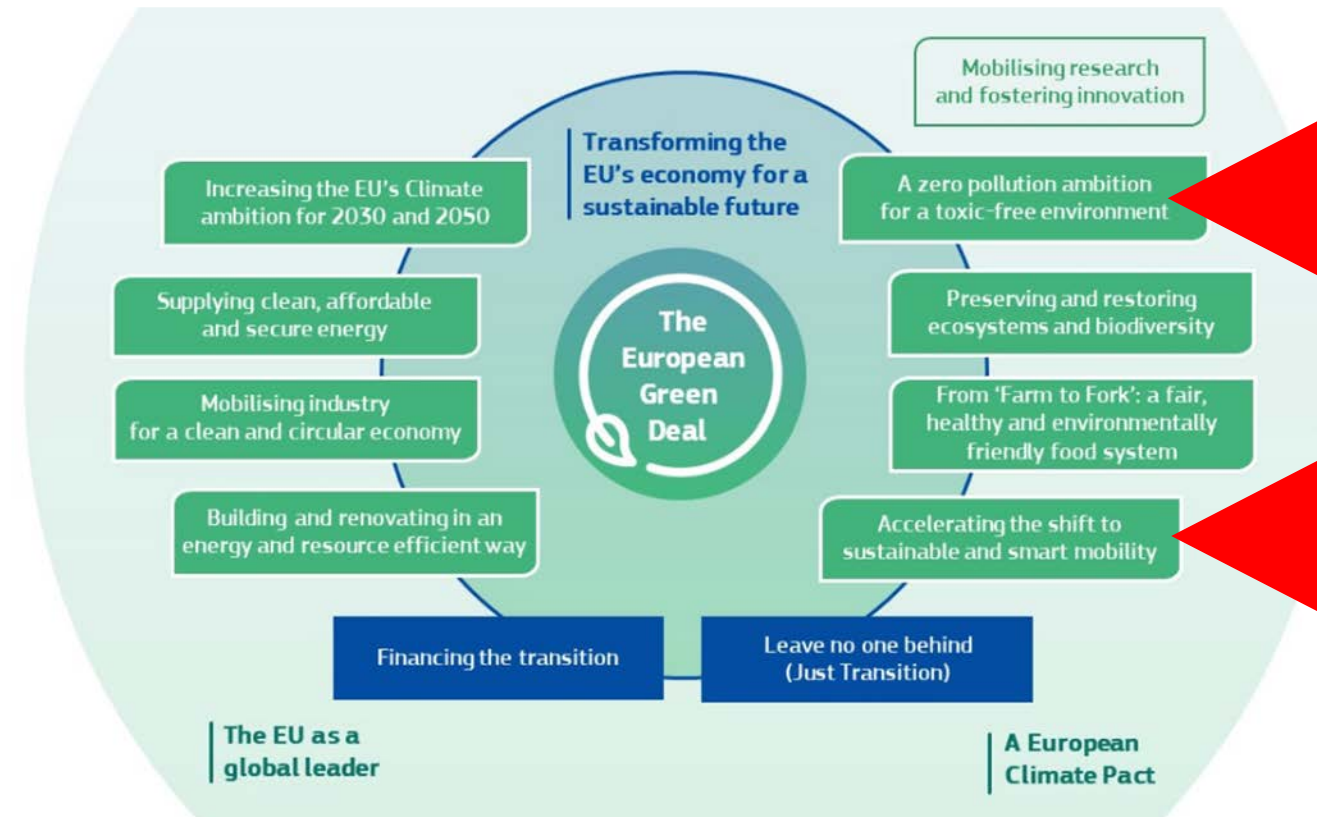 Mobilising research
and fostering innovation
Transforming the
EU's economy for a
sustainable future
Increasing the EU's Climate
ambition for 2030 and 2050
A zero pollution ambition
for a toxic-free environment
Supplying clean, affordable
and secure energy
Preserving and restoring
ecosystems and biodiversity
The
European
Green
Deal
Mobilising industry
for a clean and circular economy
From ‘Farm to Fork’: a fair,
healthy and environmentally
friendly food system
Building and renovating in an
energy and resource efficient way
Accelerating the shift to
sustainable and smart mobility
Financing the transition
Leave no one behind
(Just Transition)
The EU as a
global leader
A European
Climate Pact